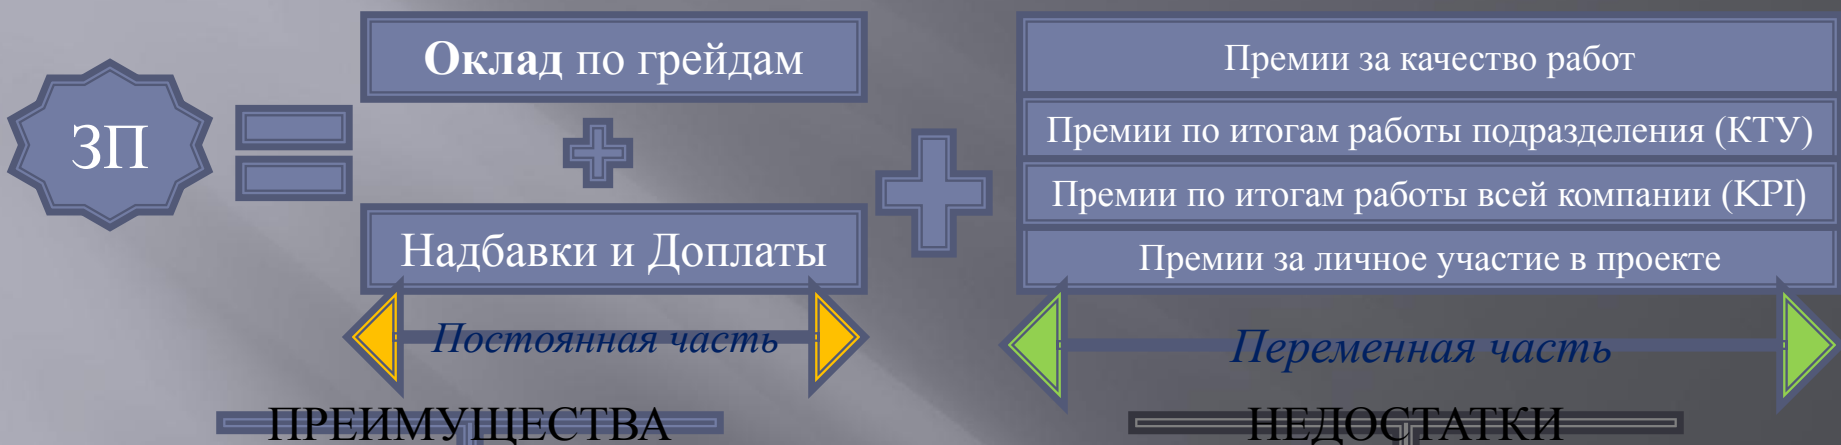 ЗП
Оклад по грейдам
Надбавки и Доплаты
Постоянная часть
Премии за качество работ
Премии по итогам работы подразделения (КТУ)
Премии по итогам работы всей компании (KPI)
Премии за личное участие в проекте
Переменная часть
ПРЕИМУЩЕСТВА
НЕДОСТАТКИ